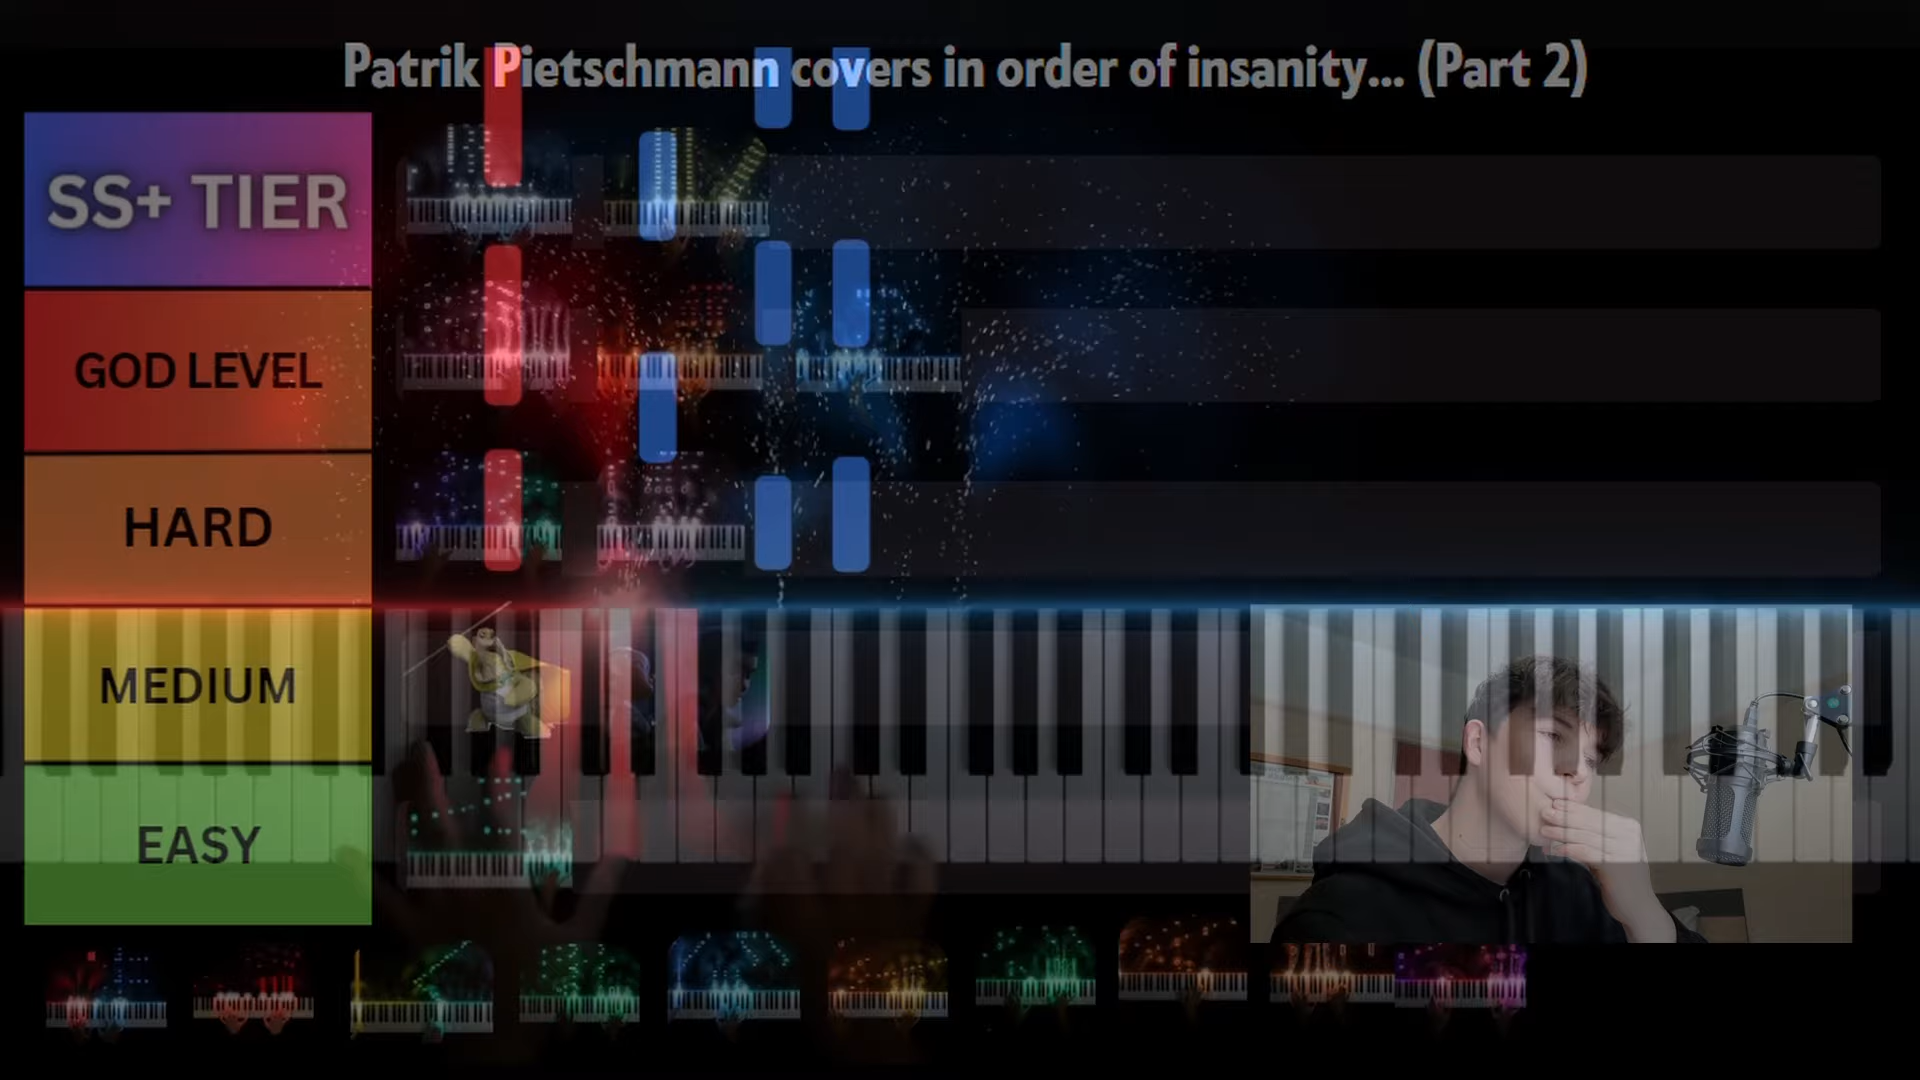 Patrik Pietschmann covers in order of insanity... (Part 2)
SS+ TIER
GOD LEVEL
HARD
MEDIUM
EASY